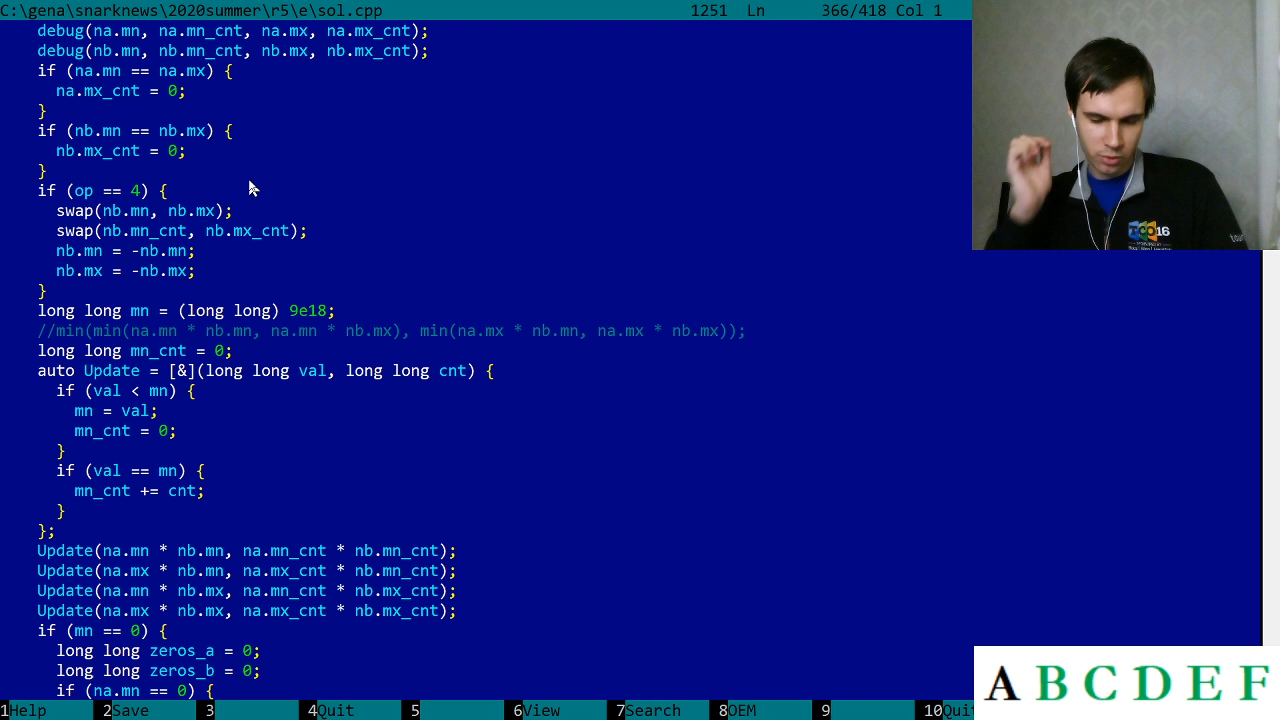 C:\gena\snarknews\2020summer\r5\e\sol.cpp 1251 Ln 366/418 Col 1
debug(na.mn, na.mn_cnt, na.mx, na.mx_cnt);
debug(nb.mn, nb.mn_cnt, nb.mx, nb.mx_cnt);
if (na.mn == na.mx) {
na.mx_cnt = 0;
}
if (nb.mn == nb.mx) {
nb.mx_cnt = 0;
}
if (op == 4) {
swap(nb.mn, nb.mx);
swap(nb.mn_cnt, nb.mx_cnt);
nb.mn = -nb.mn;
nb.mx = -nb.mx;
}
long long mn = (long long) 9e18;
//min(min(na.mn * nb.mn, na.mn * nb.mx), min(na.mx * nb.mn, na.mx * nb.mx));
long long mn_cnt = 0;
auto Update = [&](long long val, long long cnt) {
if (val < mn) {
mn = val;
mn_cnt = 0;
}
if (val == mn) {
mn_cnt += cnt;
}
};
Update(na.mn * nb.mn, na.mn_cnt * nb.mn_cnt);
Update(na.mx * nb.mn, na.mx_cnt * nb.mn_cnt);
Update(na.mn * nb.mx, na.mn_cnt * nb.mx_cnt);
Update(na.mx * nb.mx, na.mx_cnt * nb.mx_cnt);
if (mn == 0) {
long long zeros_a = 0;
long long zeros_b = 0;
if (na.mn == 0) {
1Help 2Save 3 4Quit 5 6View 7Search 8OEM 9 10Qui
TCO16
A B C D E F